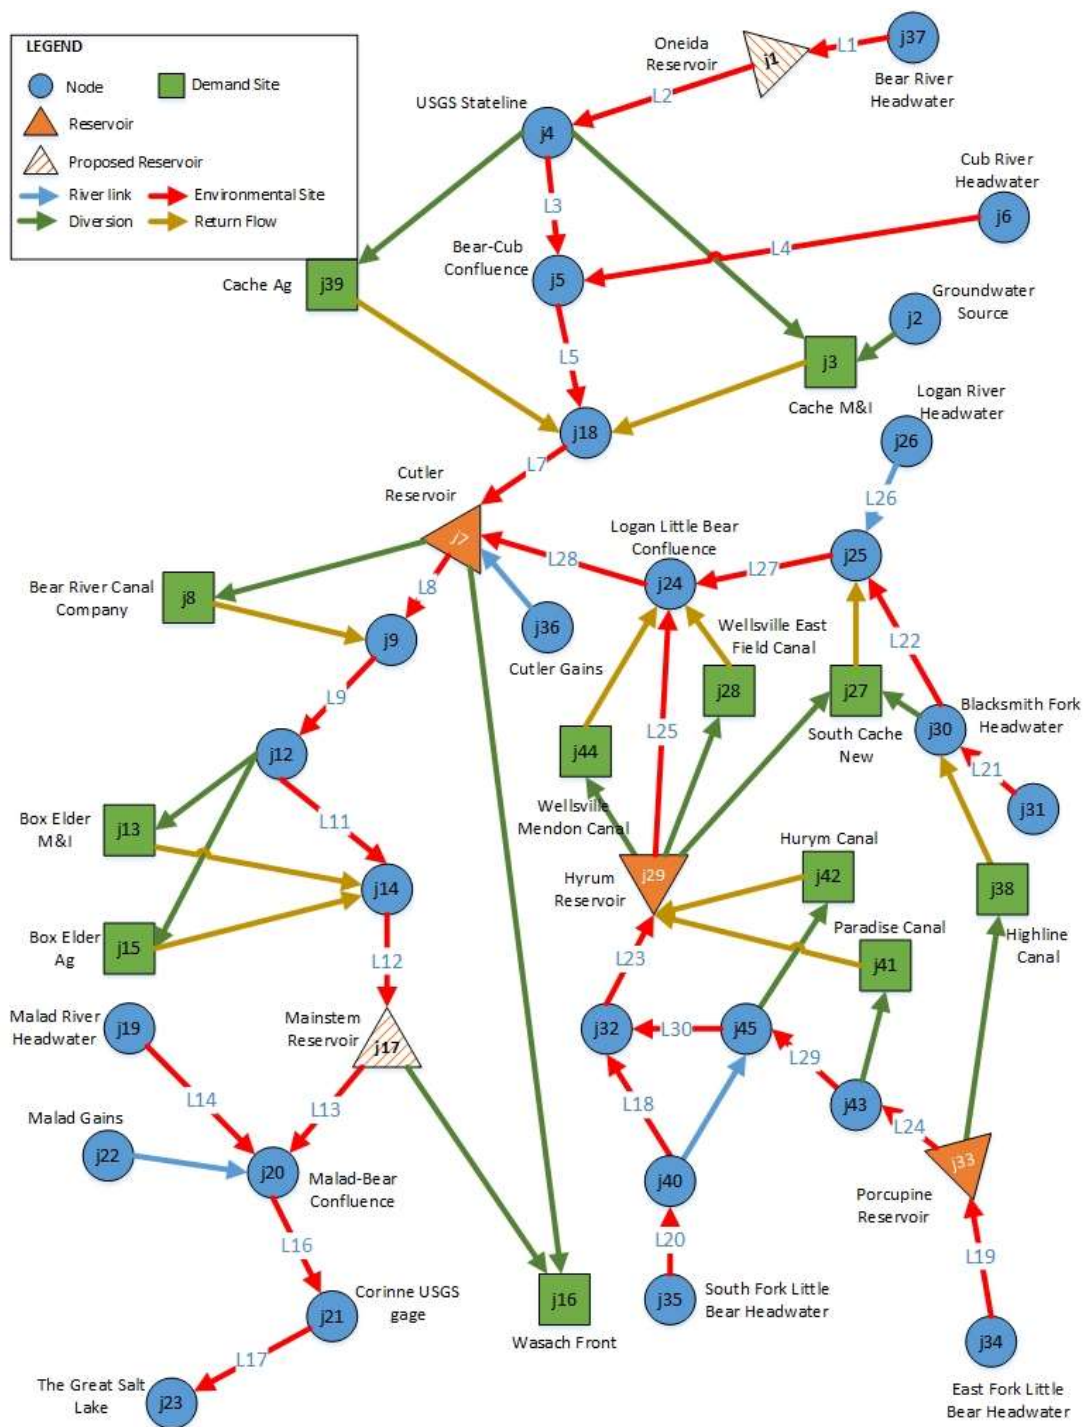 LEGEND
Node
Demand Site
Reservoir
Proposed Reservoir
River link
Environmental Site
Diversion
Return Flow
Oneida
Reservoir
j1
L1
j37
Bear River
Headwater
L2
USGS Stateline
j4
Cub River
Headwater
j6
L3
L4
Bear-Cub
Confluence
j5
Cache Ag
j39
Groundwater
Source
j2
L5
j3
Cache M&I
Logan River
Headwater
j26
j18
L7
Cutler
Reservoir
j7
L26
Logan Little Bear
Confluence
j25
L28
L27
j24
Bear River Canal
Company
j8
L8
j9
j36
Cutler Gains
Wellsville East
Field Canal
j28
L22
j27
South Cache
New
Blacksmith Fork
Headwater
j30
L9
L25
j12
j44
Wellsville
Mendon Canal
L21
j31
Box Elder
M&I
j13
L11
j14
Hyrum
Reservoir
j29
Hurym Canal
j42
j38
Highline
Canal
Box Elder
Ag
j15
Paradise Canal
j41
L12
L23
Malad River
Headwater
j19
Mainstem
Reservoir
j17
j32
L30
j45
L29
L14
L13
L18
j43
L24
Malad Gains
j22
j20
Malad-Bear
Confluence
j40
j33
Porcupine
Reservoir
L16
L20
L19
Corinne USGS
gage
j21
j16
Wasach Front
j35
South Fork Little
Bear Headwater
j34
L17
The Great Salt
Lake
j23
East Fork Little
Bear Headwater